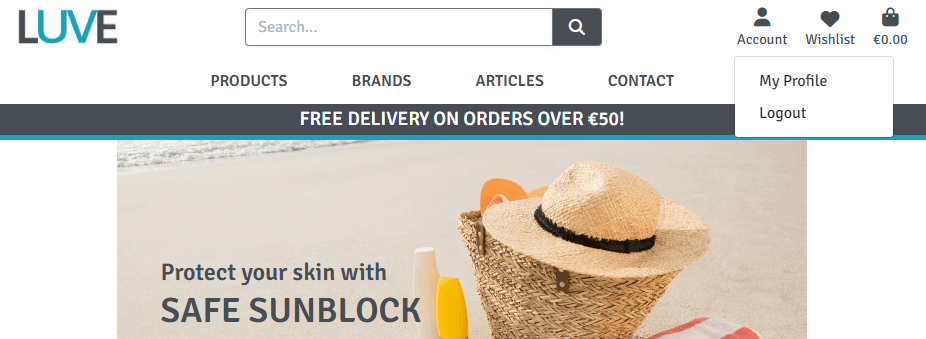 LUVE
Search...
Account
Wishlist
€0.00
PRODUCTS
BRANDS
ARTICLES
CONTACT
My Profile
Logout
FREE DELIVERY ON ORDERS OVER €50!
Protect your skin with
SAFE SUNBLOCK